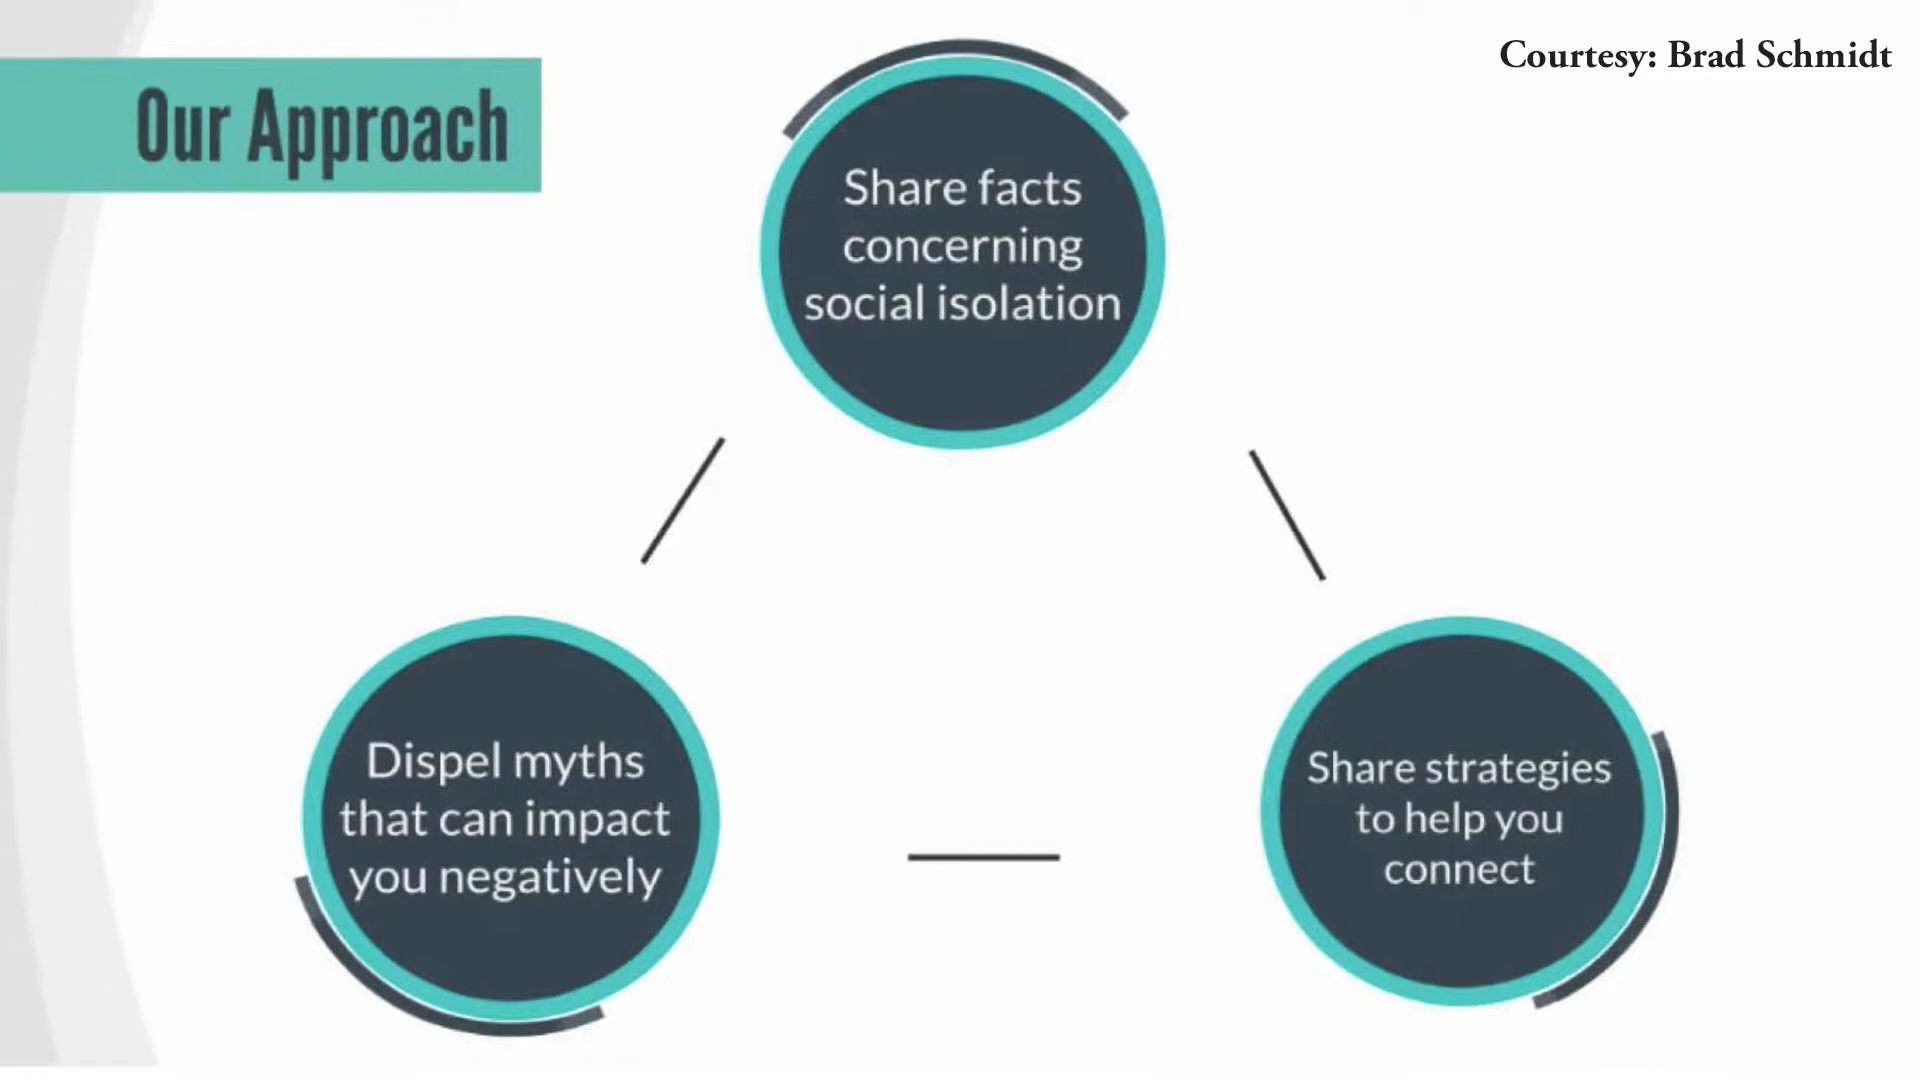 Courtesy: Brad Schmidt
Our Approach
Share facts
concerning
social isolation
Dispel myths
that can impact
you negatively
Share strategies
to help you
connect